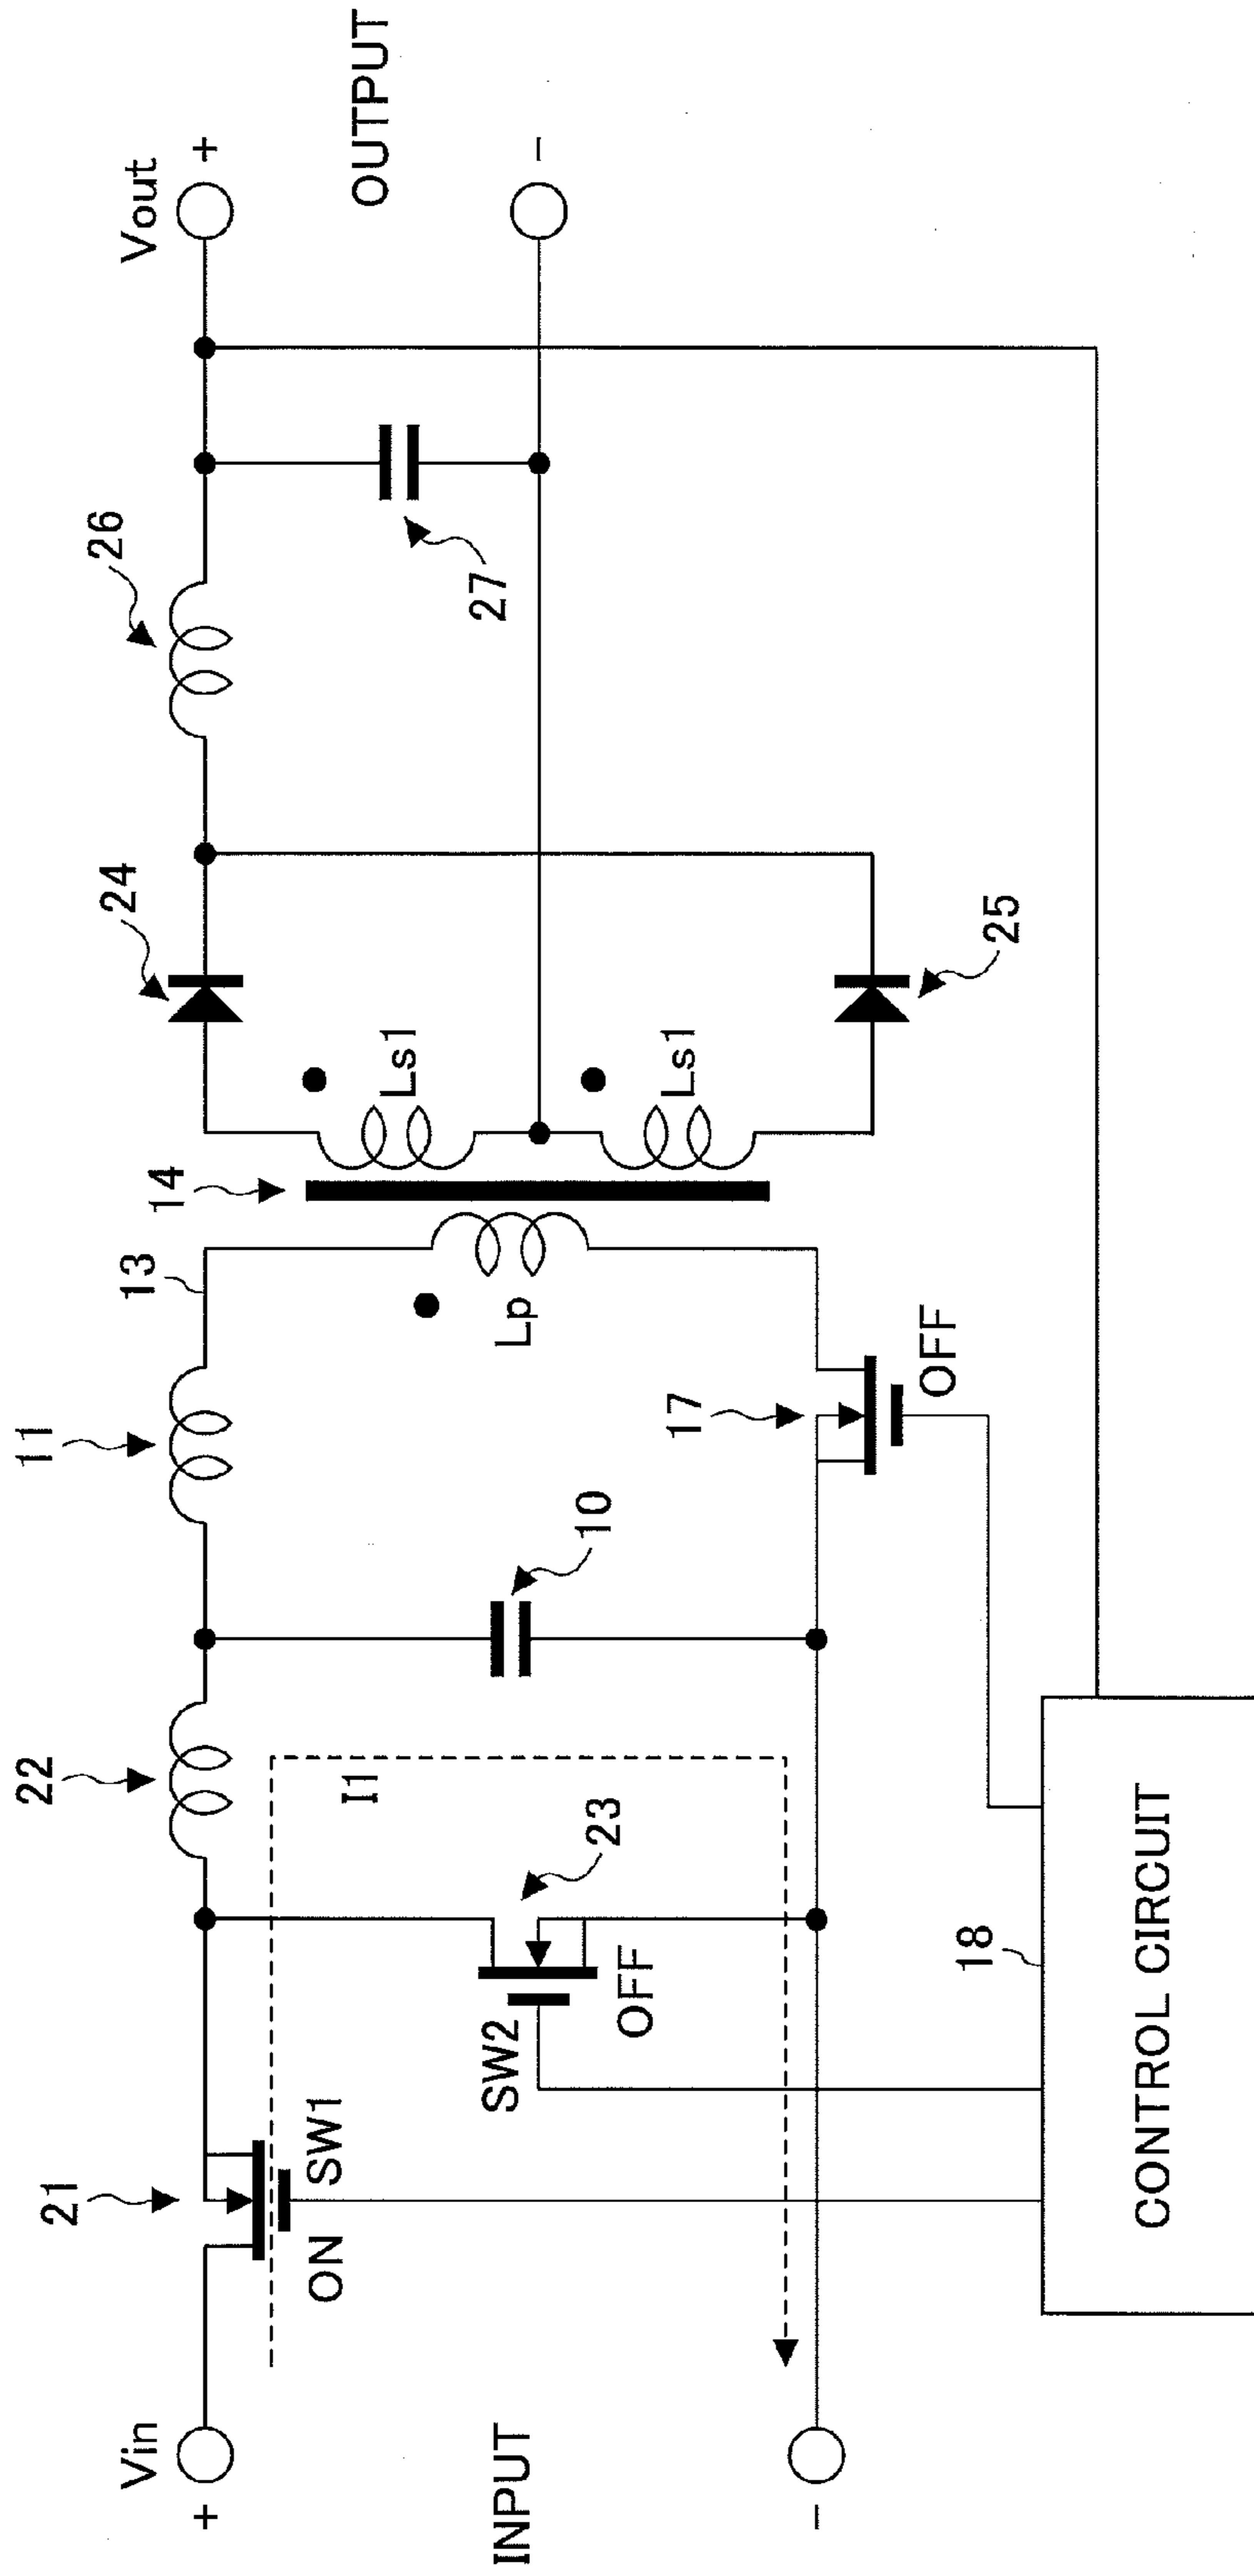 Vin
+
INPUT
-
21
ON
SW1
SW2
OFF
23
I1
22
10
11
13
Lp
14
17
OFF
Ls1
Ls1
24
25
26
27
Vout
+
OUTPUT
-
18
CONTROL CIRCUIT